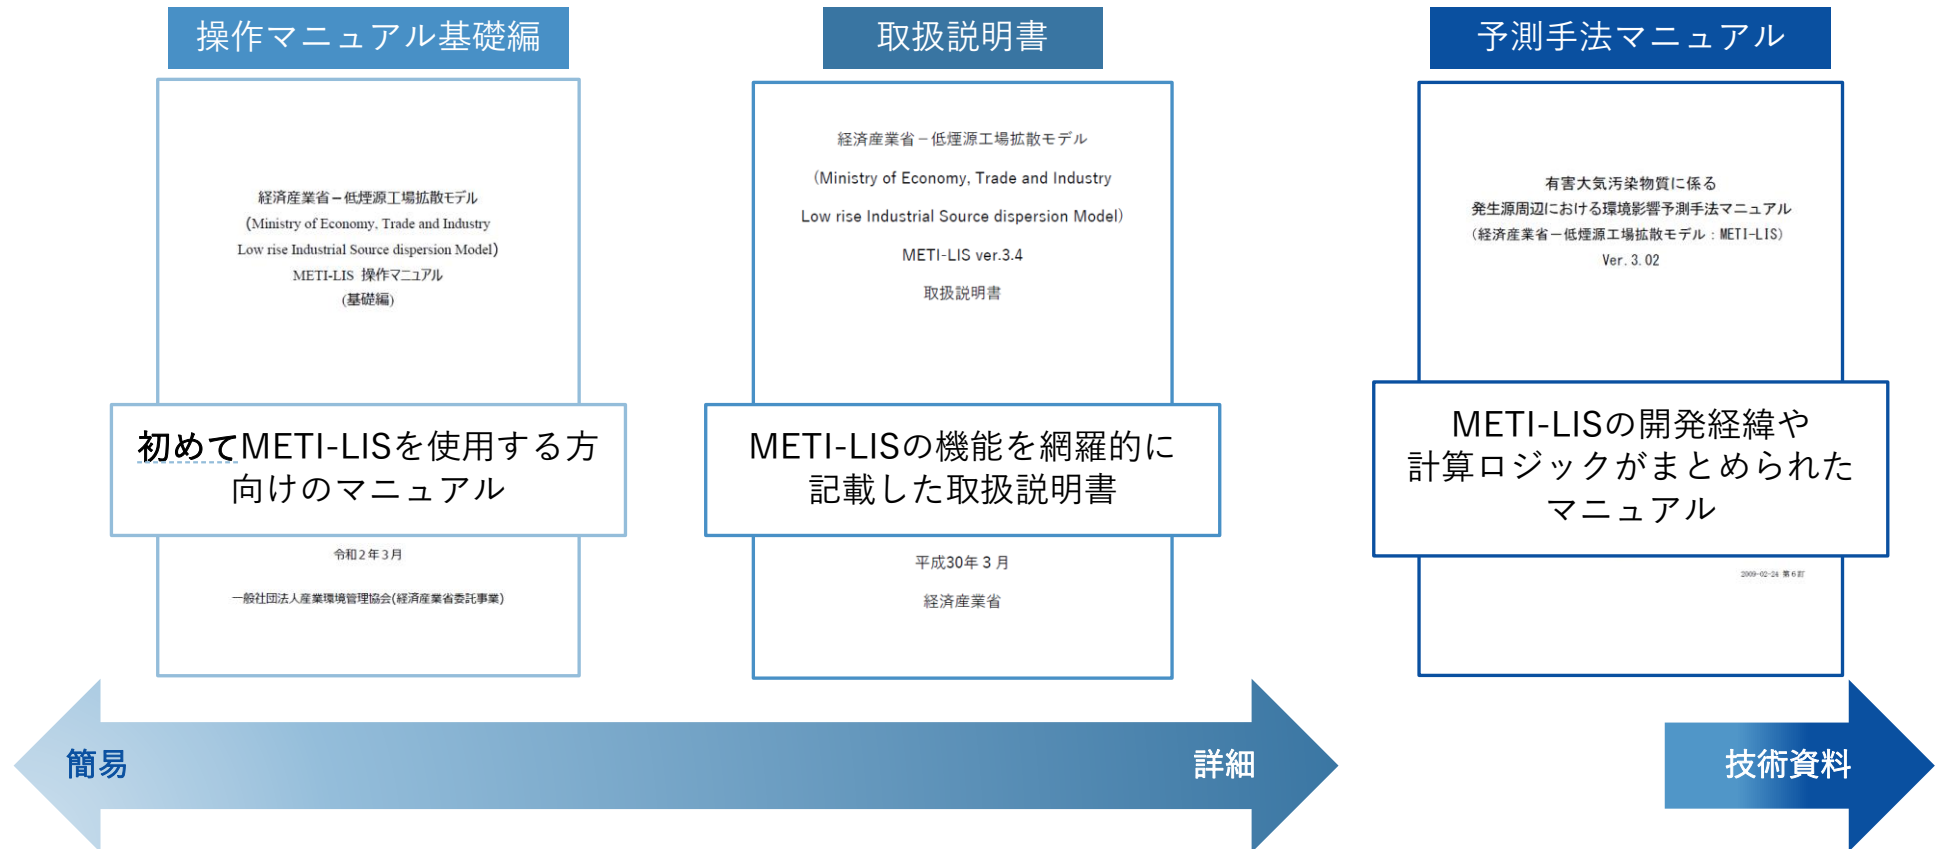 操作マニュアル基礎編
経済産業省－低煙源工場拡散モデル
(Ministry of Economy, Trade and Industry
Low rise Industrial Source dispersion Model)
METI-LIS 操作マニュアル
(基礎編)
初めてMETI-LISを使用する方
向けのマニュアル
令和2年3月
一般社団法人産業環境管理協会(経済産業省委託事業)
取扱説明書
経済産業省－低煙源工場拡散モデル
(Ministry of Economy, Trade and Industry
Low rise Industrial Source dispersion Model)
METI-LIS ver.3.4
取扱説明書
METI-LISの機能を網羅的に
記載した取扱説明書
平成30年3月
経済産業省
予測手法マニュアル
有害大気汚染物質に係る
発生源周辺における環境影響予測手法マニュアル
(経済産業省－低煙源工場拡散モデル：METI-LIS)
Ver. 3.02
METI-LISの開発経緯や
計算ロジックがまとめられた
マニュアル
2009-02-24 第6訂
簡易
詳細
技術資料